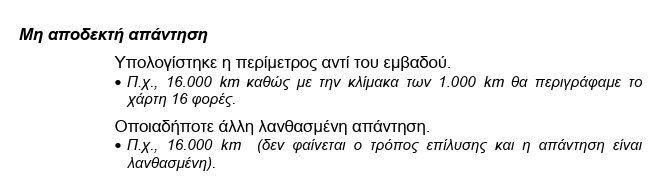 Μη αποδεκτή απάντηση
Υπολογίστηκε η περίμετρος αντί του εμβαδού.
• Π.χ., 16.000 km καθώς με την κλίμακα των 1.000 km θα περιγράφαμε το
χάρτη 16 φορές.
Οποιαδήποτε άλλη λανθασμένη απάντηση.
• Π.χ., 16.000 km (δεν φαίνεται ο τρόπος επίλυσης και η απάντηση είναι
λανθασμένη).